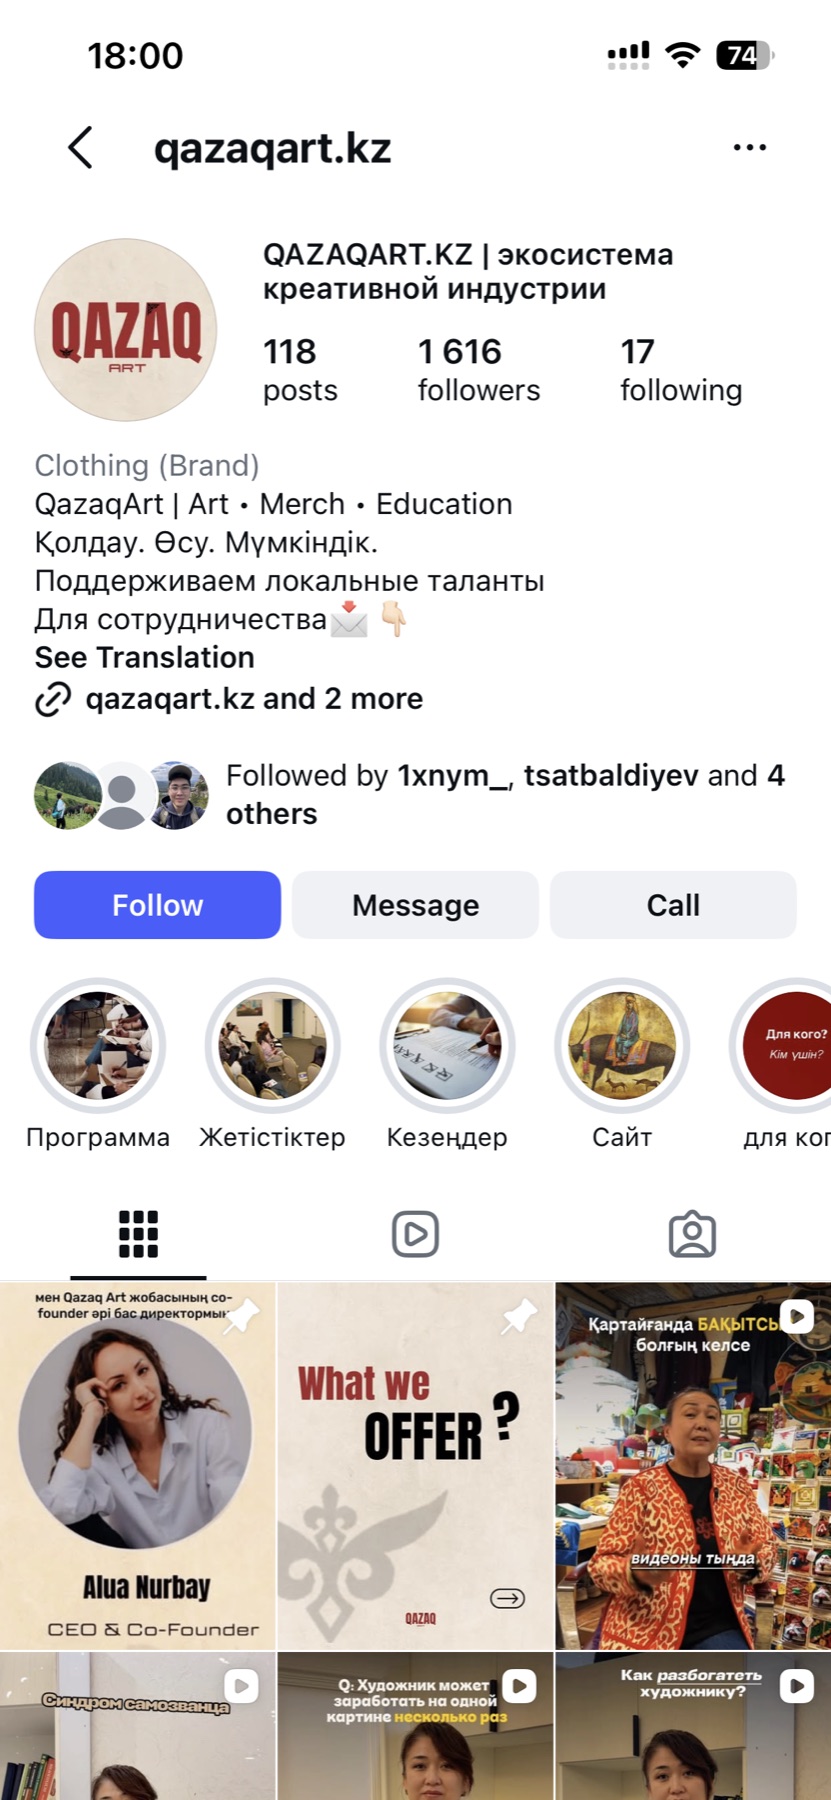 18:00
74
qazaqart.kz
QAZAQ
ART
QAZAQART.KZ | экосистема
креативной индустрии
118
posts
1 616
followers
17
following
Clothing (Brand)
QazaqArt | Art • Merch • Education
Қолдау. Өсу. Мүмкіндік.
Поддерживаем локальные таланты
Для сотрудничества📩 👇🏻
See Translation
qazaqart.kz and 2 more
Followed by 1xnym_, tsatbaldiyev and 4
others
Follow
Message
Call
Для кого?
Кім үшін?
Программа
Жетістіктер
Кезеңдер
Сайт
для ког
мен Qazaq Art жобасының co-
founder әрі бас директормын
Alua Nurbay
CEO & Co-Founder
What we
OFFER?
QAZAQ
Қартайғанда БАҚЫТСЫ
болғың келсе
видеоны тыңда
Синдром самозванца
Q: Художник может
заработать на одной
картине несколько раз
Как разбогатеть
художнику?